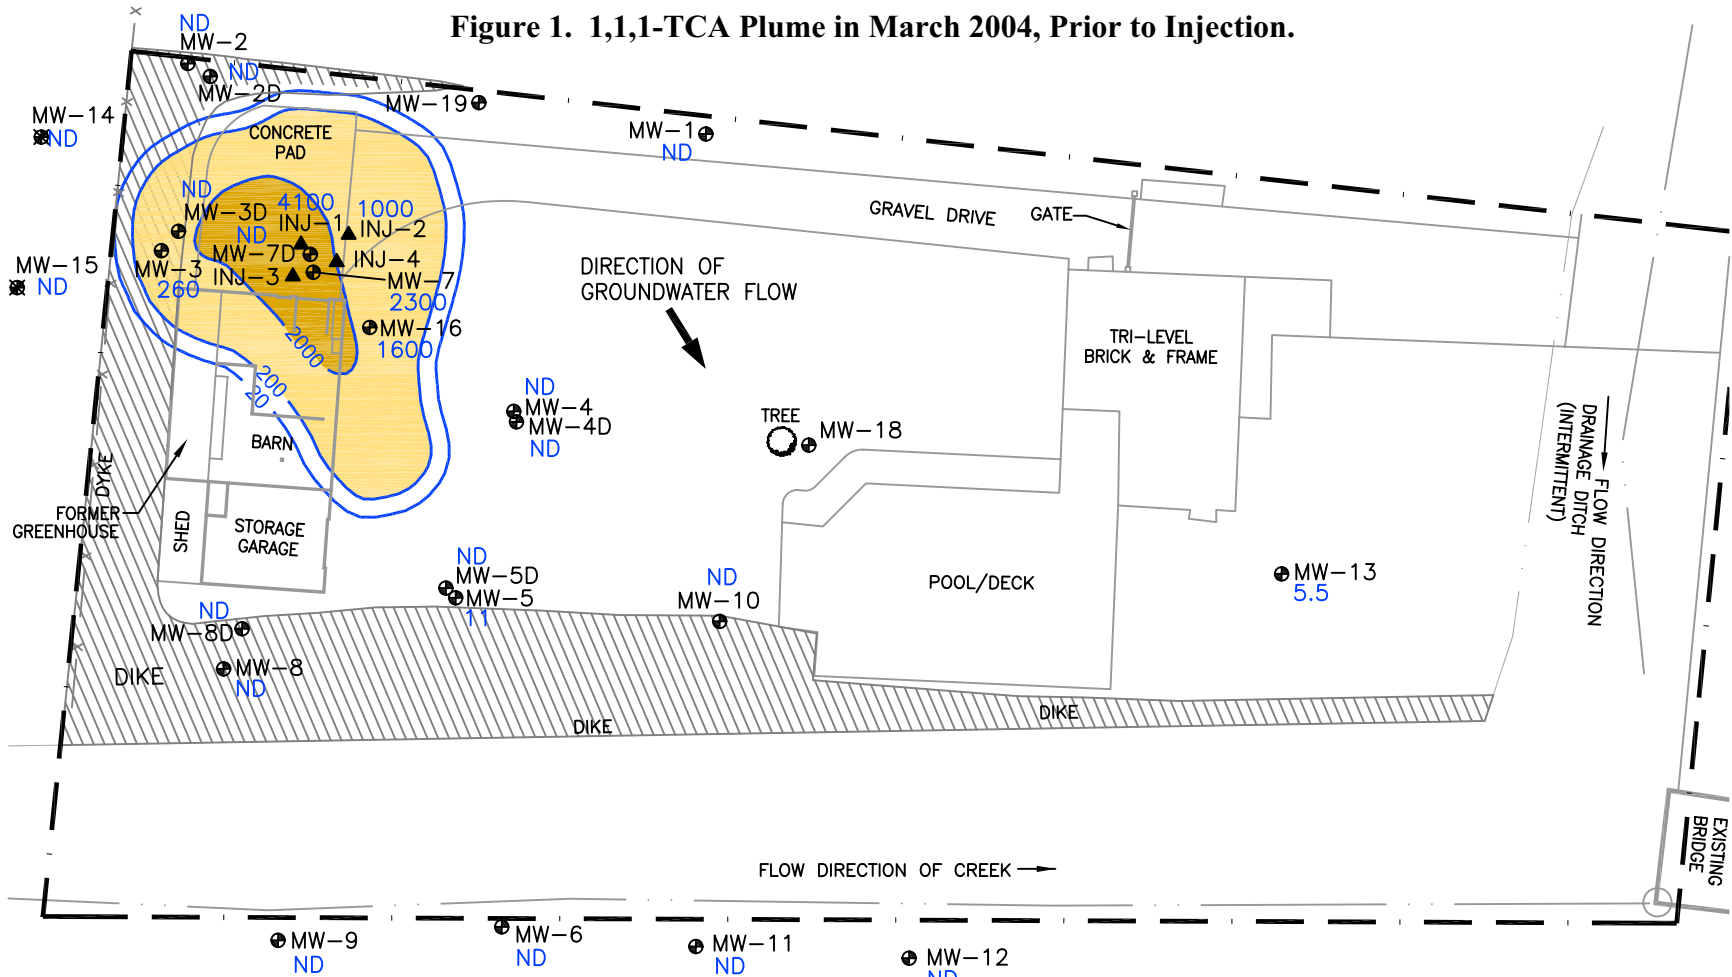 Figure 1.  1,1,1-TCA Plume in March 2004, Prior to Injection.
ND
MW-2
ND
MW-2D
MW-19
MW-14
ND
MW-1
ND
CONCRETE
PAD
ND
MW-3D
4100
INJ-1
1000
INJ-2
ND
MW-7D
INJ-4
MW-3
260
INJ-3
MW-7
2300
MW-15
ND
MW-16
1600
2000
200
20
GRAVEL DRIVE
GATE
DIRECTION OF
GROUNDWATER FLOW
TRI-LEVEL
BRICK & FRAME
ND
MW-4
MW-4D
ND
TREE
MW-18
BARN
DYKE
FORMER
GREENHOUSE
SHED
STORAGE
GARAGE
FLOW DIRECTION
DRAINAGE DITCH
(INTERMITTENT)
ND
MW-5D
MW-5
11
ND
MW-10
POOL/DECK
MW-13
5.5
ND
MW-8D
MW-8
ND
DIKE
DIKE
DIKE
EXISTING
BRIDGE
FLOW DIRECTION OF CREEK
MW-9
ND
MW-6
ND
MW-11
ND
MW-12
ND